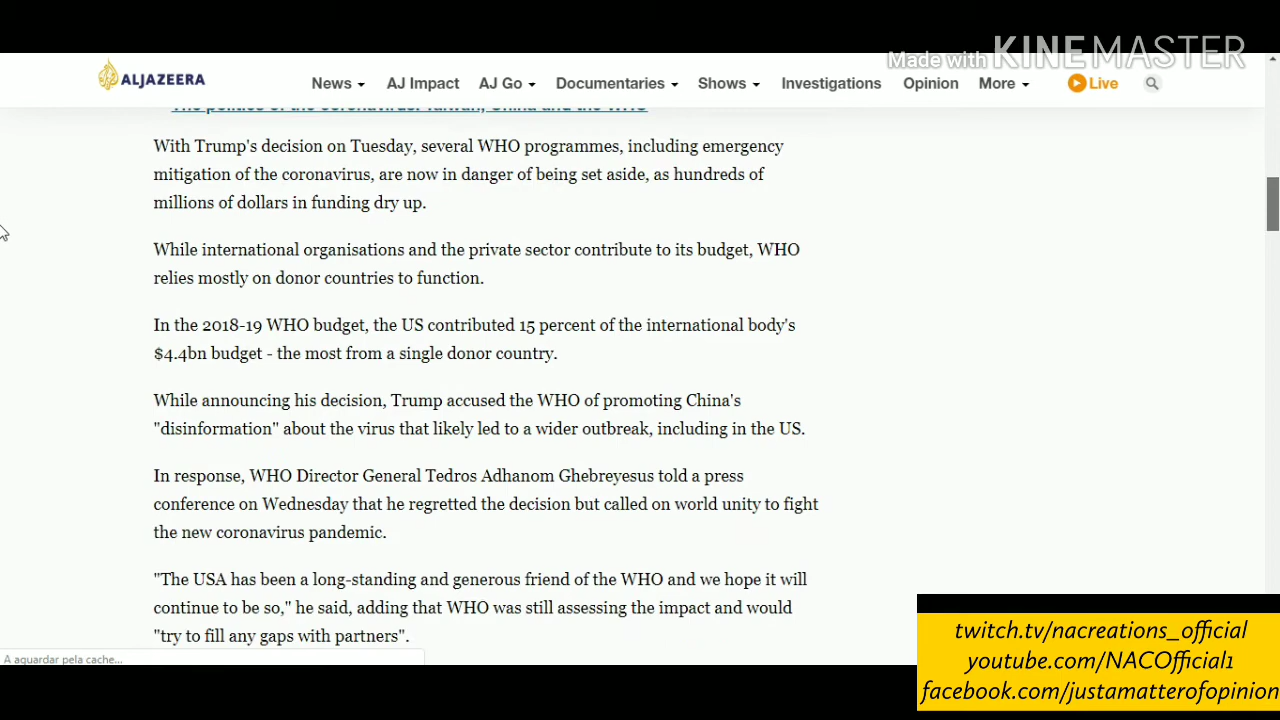 Made with KINEMASTER
ALJAZEERA
News AJ Impact AJ Go Documentaries Shows Investigations Opinion More Live
The politics of the coronavirus: Taiwan, China and the WHO
With Trump's decision on Tuesday, several WHO programmes, including emergency
mitigation of the coronavirus, are now in danger of being set aside, as hundreds of
millions of dollars in funding dry up.
While international organisations and the private sector contribute to its budget, WHO
relies mostly on donor countries to function.
In the 2018-19 WHO budget, the US contributed 15 percent of the international body's
$4.4bn budget - the most from a single donor country.
While announcing his decision, Trump accused the WHO of promoting China's
"disinformation" about the virus that likely led to a wider outbreak, including in the US.
In response, WHO Director General Tedros Adhanom Ghebreyesus told a press
conference on Wednesday that he regretted the decision but called on world unity to fight
the new coronavirus pandemic.
"The USA has been a long-standing and generous friend of the WHO and we hope it will
continue to be so," he said, adding that WHO was still assessing the impact and would
"try to fill any gaps with partners".
A aguardar pela cache...
twitch.tv/nacreations_official
youtube.com/NACOfficial1
facebook.com/justamatterofopinion